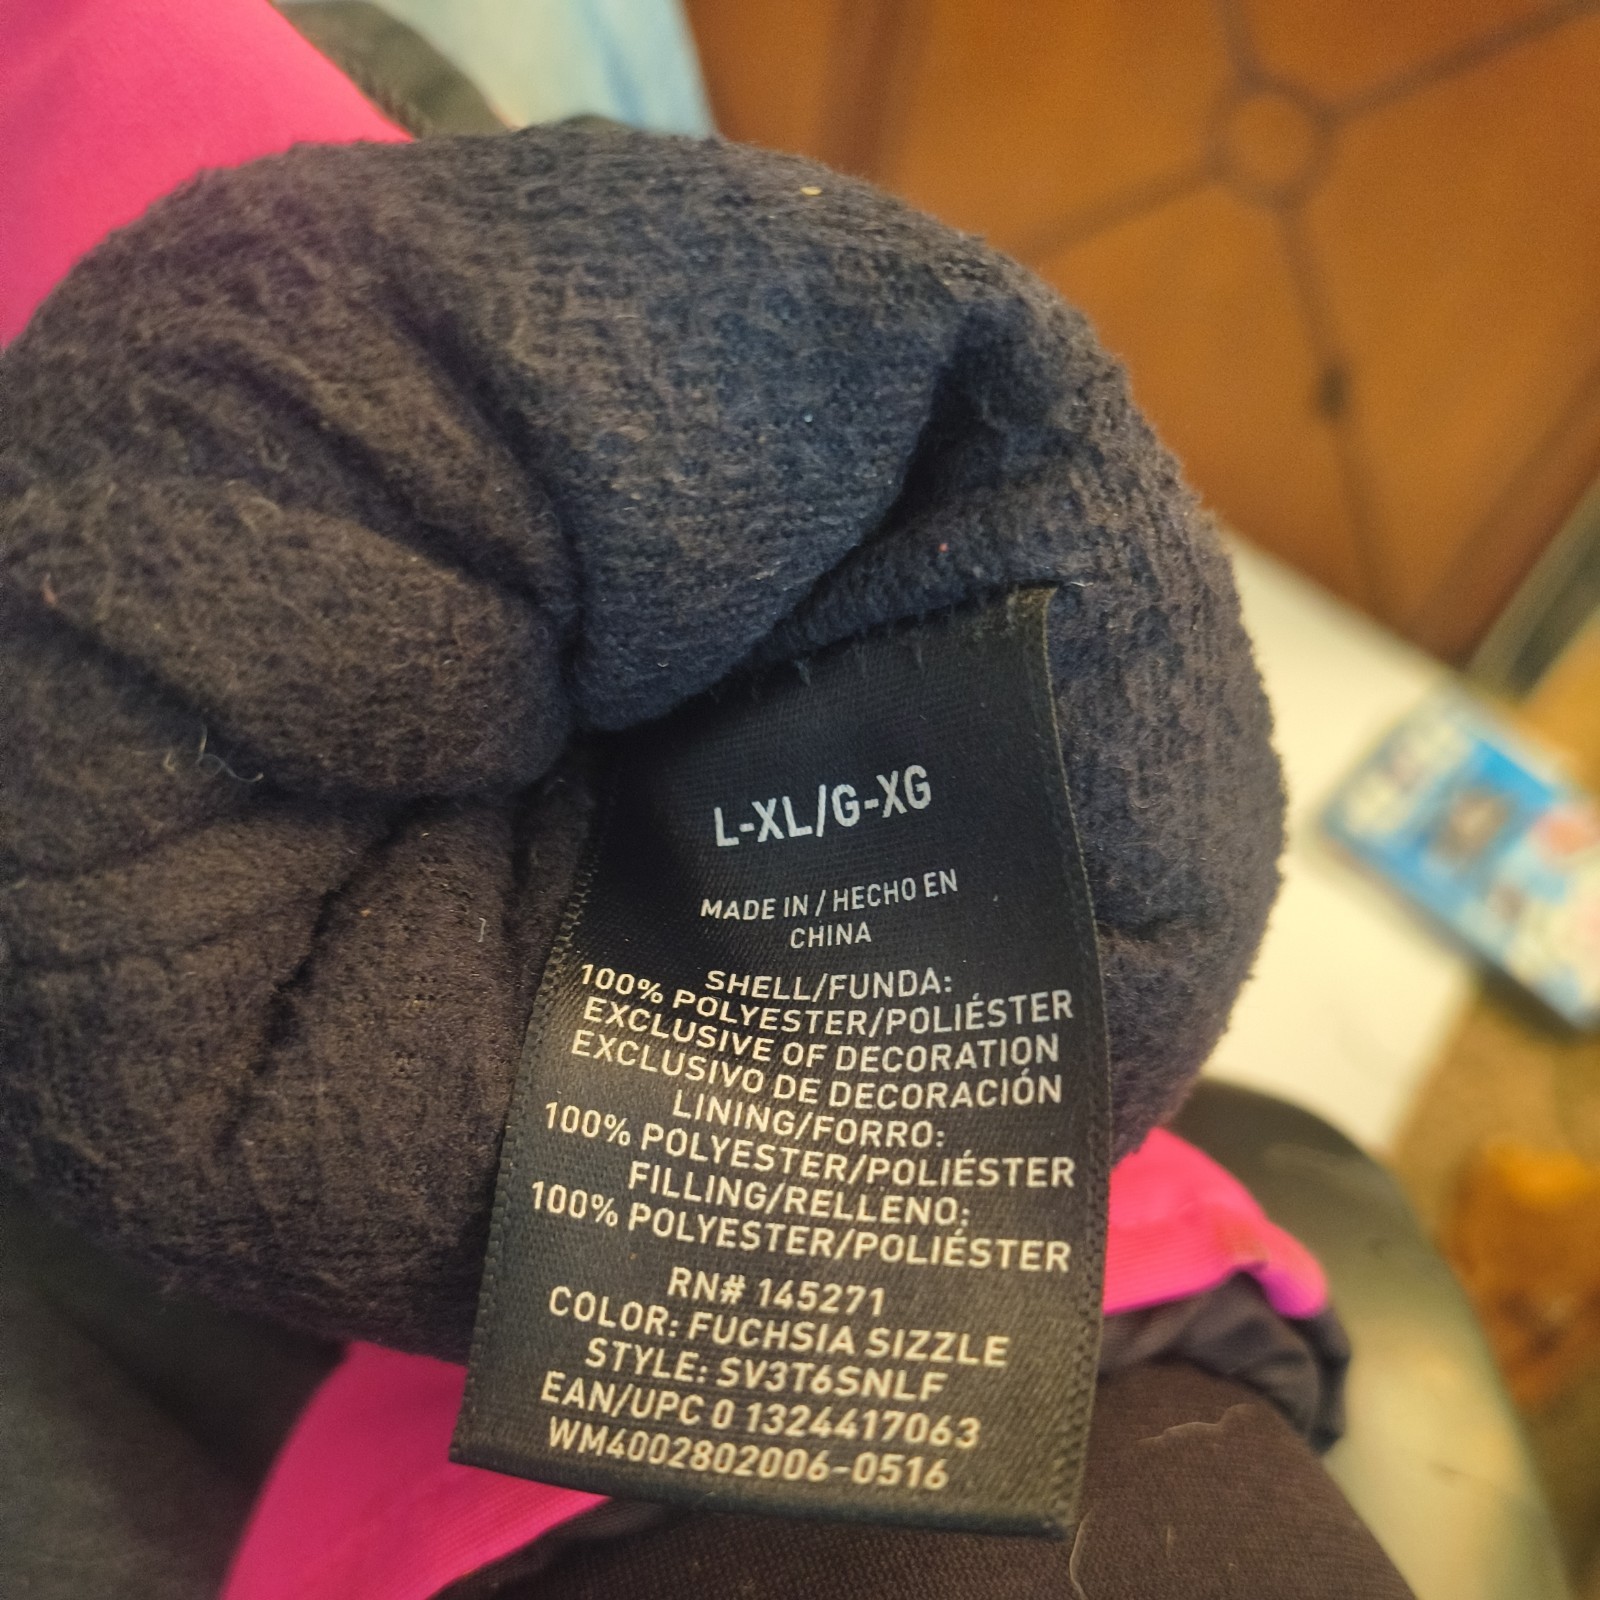 L-XL/G-XG
MADE IN / HECHO EN
CHINA
SHELL/FUNDA:
100% POLYESTER/POLIÉSTER
EXCLUSIVE OF DECORATION
EXCLUSIVO DE DECORACIÓN
LINING/FORRO:
100% POLYESTER/POLIÉSTER
FILLING/RELLENO:
100% POLYESTER/POLIÉSTER
RN# 145271
COLOR: FUCHSIA SIZZLE
STYLE: SV3T6SNLF
EAN/UPC 0 1324417063
WM4002802006-0516